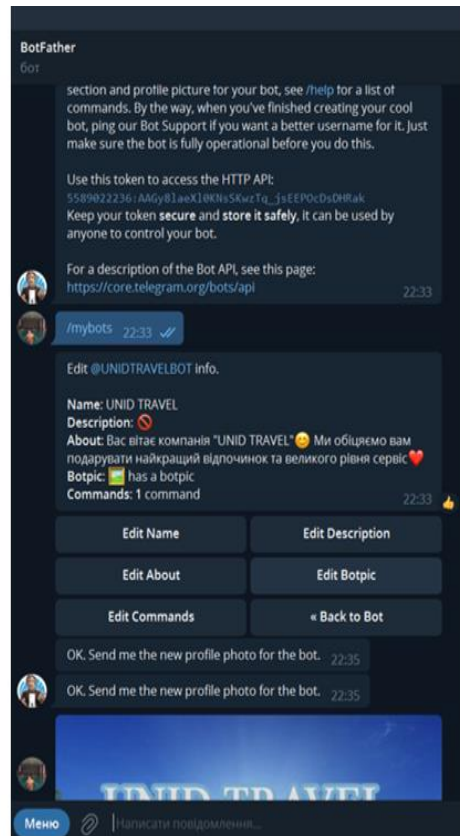 BotFather
бот
section and profile picture for your bot, see /help for a list of
commands. By the way, when you've finished creating your cool
bot, ping our Bot Support if you want a better username for it. Just
make sure the bot is fully operational before you do this.
Use this token to access the HTTP API:
Keep your token secure and store it safely, it can be used by
anyone to control your bot.
For a description of the Bot API, see this page:
https://core.telegram.org/bots/api
22:33
/mybots 22:33
Edit @UNIDTRAVELBOT info.
Name: UNID TRAVEL
Description: 🚫
About: Вас вітає компанія "UNID TRAVEL"😊 Ми обіцяємо вам
подарувати найкращий відпочинок та великого рівня сервіс❤️
Botpic: 🖼 has a botpic
Commands: 1 command
22:33
Edit Name
Edit Description
Edit About
Edit Botpic
Edit Commands
« Back to Bot
OK. Send me the new profile photo for the bot. 22:35
OK. Send me the new profile photo for the bot. 22:35
UNID TRAVEL
Меню
Написати повідомлення...